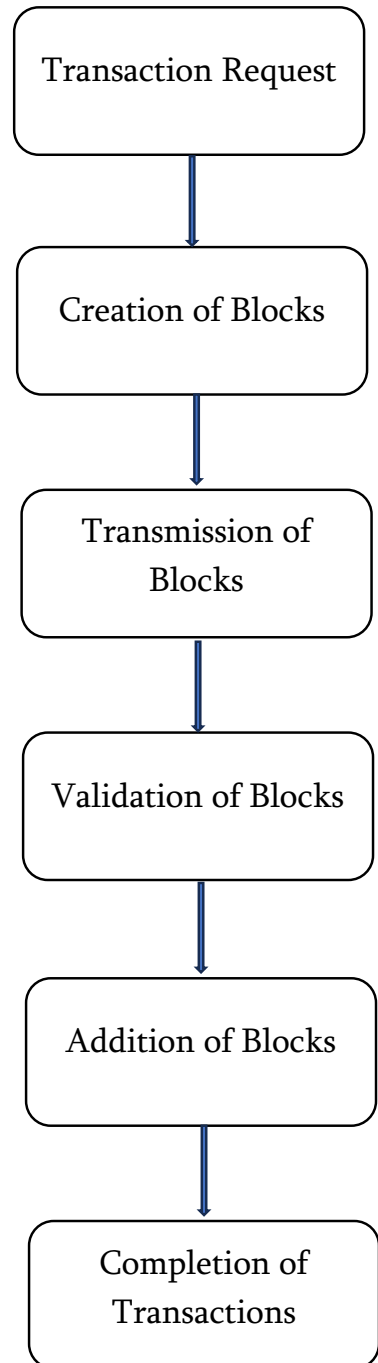 Transaction Request
Creation of Blocks
Transmission of
Blocks
Validation of Blocks
Addition of Blocks
Completion of
Transactions